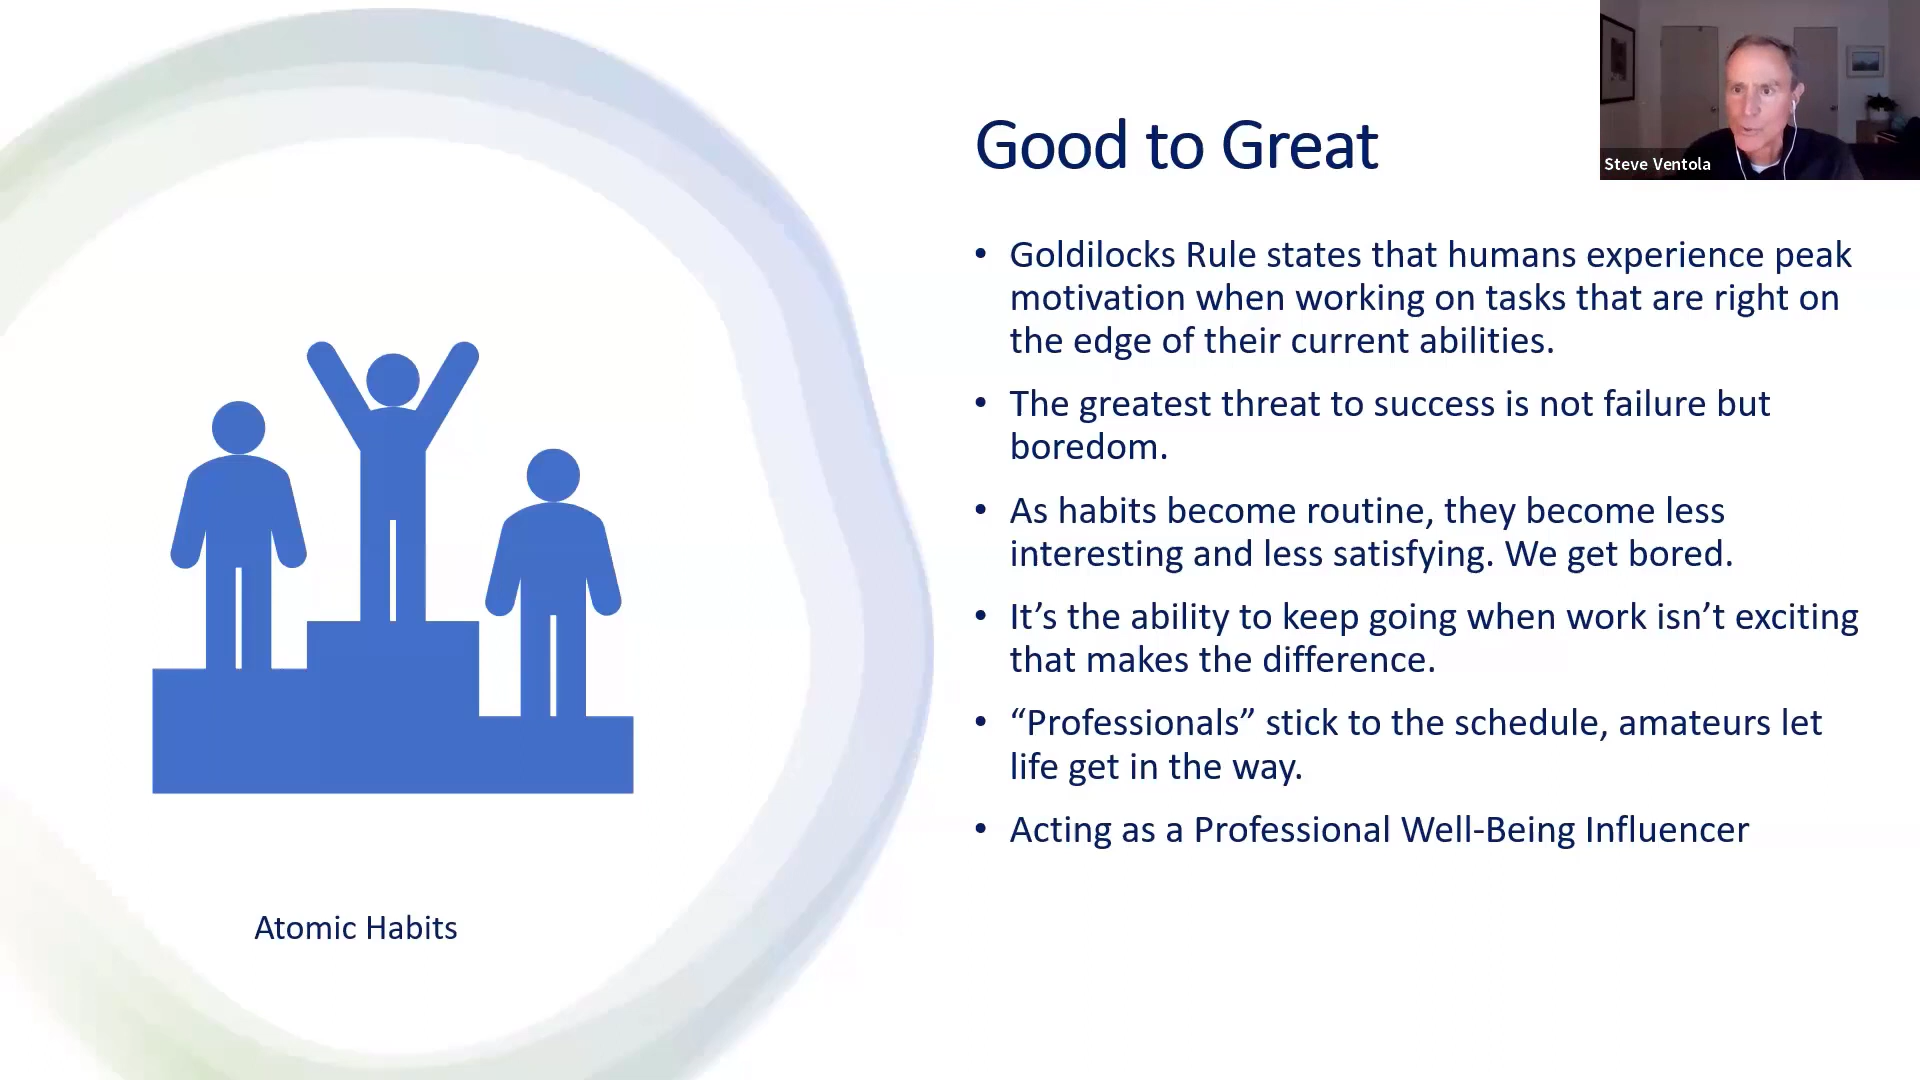 Good to Great
Steve Ventola
• Goldilocks Rule states that humans experience peak
motivation when working on tasks that are right on
the edge of their current abilities.
• The greatest threat to success is not failure but
boredom.
• As habits become routine, they become less
interesting and less satisfying. We get bored.
• It’s the ability to keep going when work isn’t exciting
that makes the difference.
• “Professionals” stick to the schedule, amateurs let
life get in the way.
• Acting as a Professional Well-Being Influencer
Atomic Habits